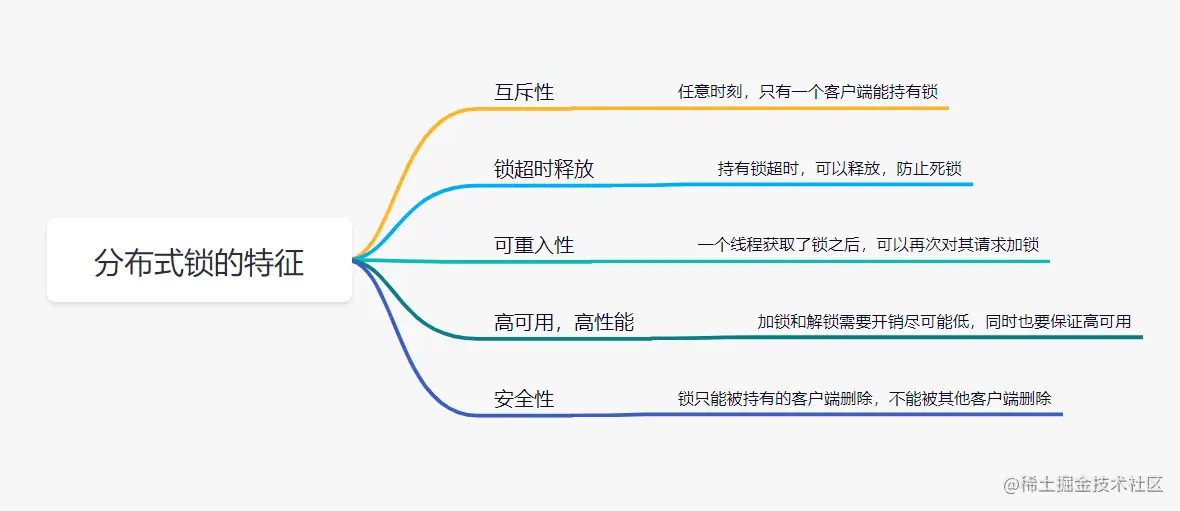 分布式锁的特征
互斥性
任意时刻，只有一个客户端能持有锁
锁超时释放
持有锁超时，可以释放，防止死锁
可重入性
一个线程获取了锁之后，可以再次对其请求加锁
高可用，高性能
加锁和解锁需要开销尽可能低，同时也要保证高可用
安全性
锁只能被持有的客户端删除，不能被其他客户端删除
@稀土掘金技术社区